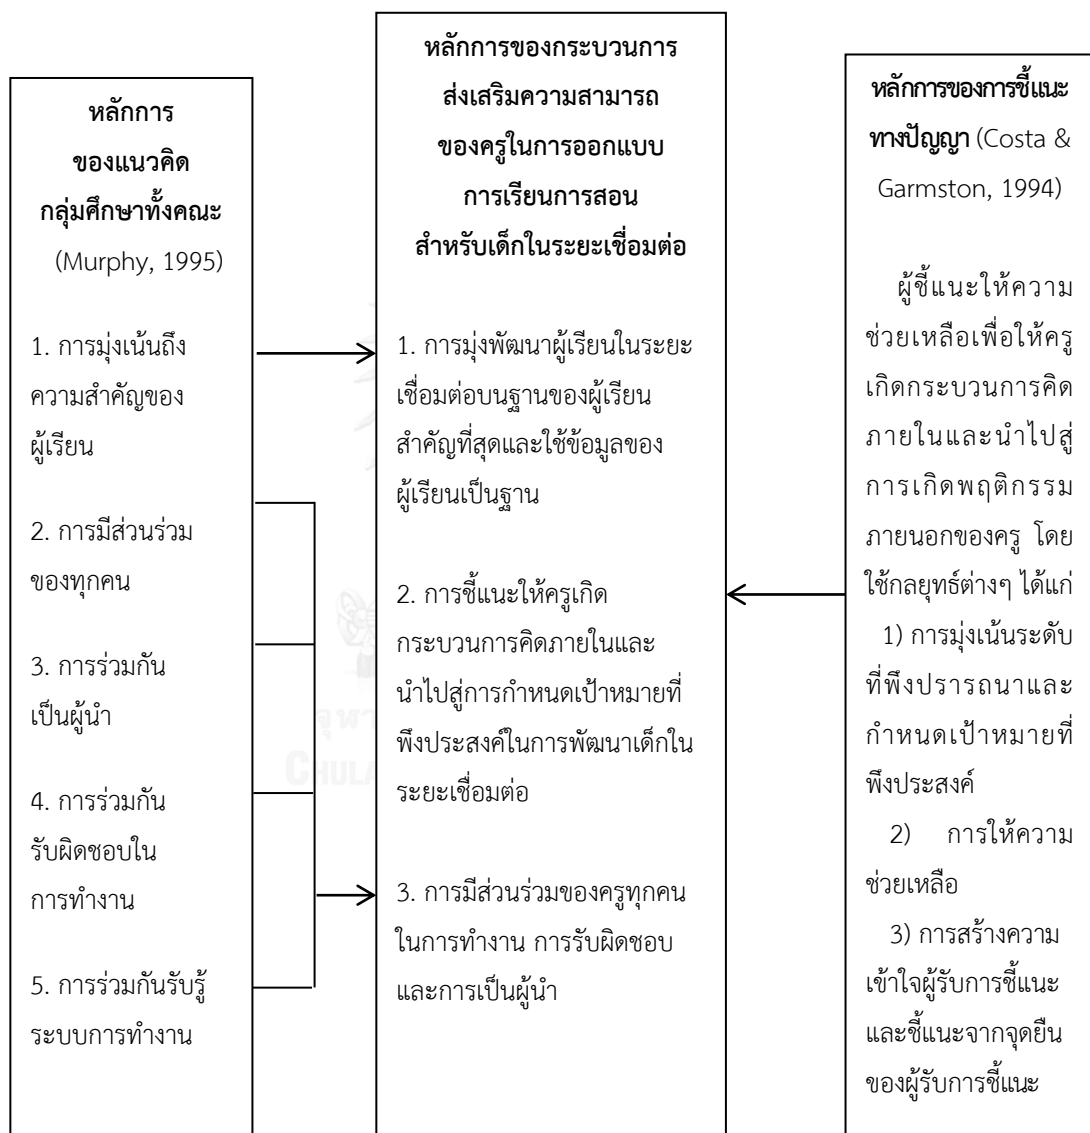 หลักการ
ของแนวคิด
กลุ่มศึกษาทั้งคณะ
(Murphy, 1995)
1. การมุ่งเน้นถึง
ความสำคัญของ
ผู้เรียน
2. การมีส่วนร่วม
ของทุกคน
3. การร่วมกัน
เป็นผู้นำ
4. การร่วมกัน
รับผิดชอบใน
การทำงาน
5. การร่วมกันรับรู้
ระบบการทำงาน
หลักการของกระบวนการ
ส่งเสริมความสามารถ
ของครูในการออกแบบ
การเรียนการสอน
สำหรับเด็กในระยะเชื่อมต่อ
1. การมุ่งพัฒนาผู้เรียนในระยะ
เชื่อมต่อบนฐานของผู้เรียน
สำคัญที่สุดและใช้ข้อมูลของ
ผู้เรียนเป็นฐาน
2. การชี้แนะให้ครูเกิด
กระบวนการคิดภายในและ
นำไปสู่การกำหนดเป้าหมายที่
พึงประสงค์ในการพัฒนาเด็กใน
ระยะเชื่อมต่อ
3. การมีส่วนร่วมของครูทุกคน
ในการทำงาน การรับผิดชอบ
และการเป็นผู้นำ
หลักการของการชี้แนะ
ทางปัญญา (Costa &
Garmston, 1994)
ผู้ชี้แนะให้ความ
ช่วยเหลือเพื่อให้ครู
เกิดกระบวนการคิด
ภายในและนำไปสู่
การเกิดพฤติกรรม
ภายนอกของครู โดย
ใช้กลยุทธ์ต่างๆ ได้แก่
1) การมุ่งเน้นระดับ
ที่พึงปรารถนาและ
กำหนดเป้าหมายที่
พึงประสงค์
2) การให้ความ
ช่วยเหลือ
3) การสร้างความ
เข้าใจผู้รับการชี้แนะ
และชี้แนะจากจุดยืน
ของผู้รับการชี้แนะ